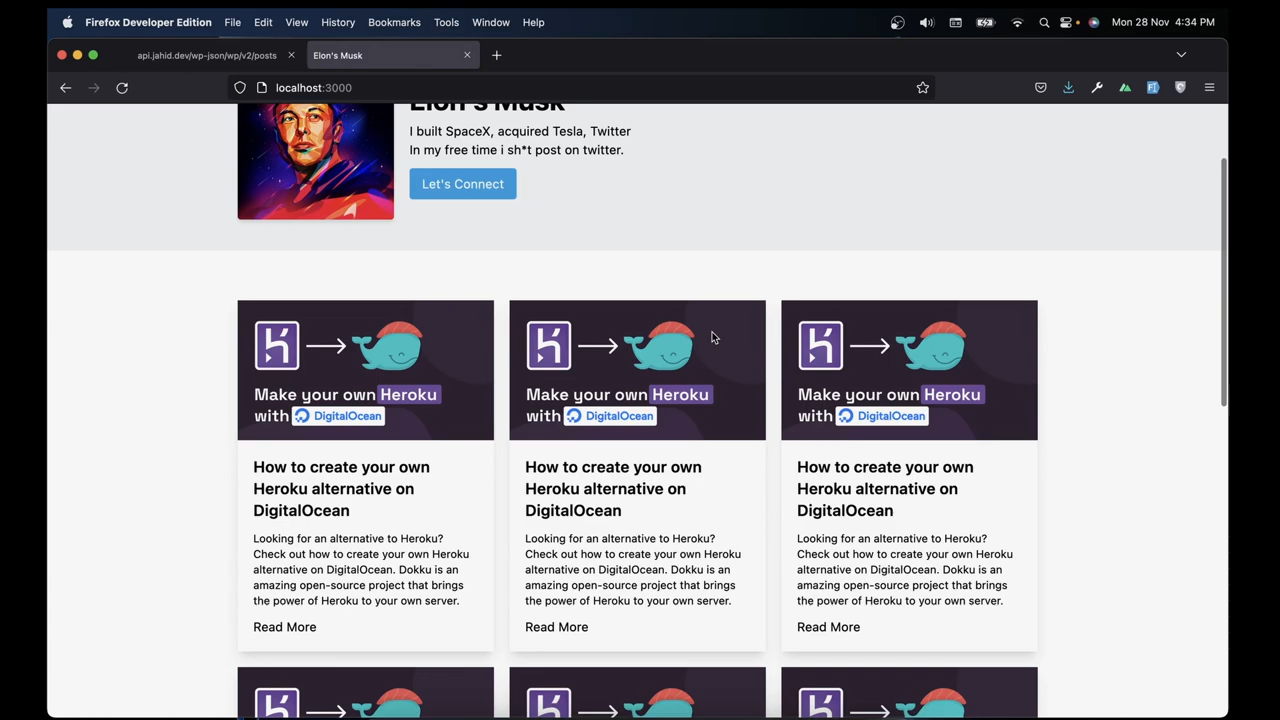 Firefox Developer Edition File Edit View History Bookmarks Tools Window Help Mon 28 Nov 4:34 PM
api.jahid.dev/wp-json/wp/v2/posts Elon's Musk
localhost:3000
Elon's Musk
I built SpaceX, acquired Tesla, Twitter
In my free time i sh*t post on twitter.
Let's Connect
Make your own Heroku
with DigitalOcean
How to create your own
Heroku alternative on
DigitalOcean
Looking for an alternative to Heroku?
Check out how to create your own Heroku
alternative on DigitalOcean. Dokku is an
amazing open-source project that brings
the power of Heroku to your own server.
Read More
Make your own Heroku
with DigitalOcean
How to create your own
Heroku alternative on
DigitalOcean
Looking for an alternative to Heroku?
Check out how to create your own Heroku
alternative on DigitalOcean. Dokku is an
amazing open-source project that brings
the power of Heroku to your own server.
Read More
Make your own Heroku
with DigitalOcean
How to create your own
Heroku alternative on
DigitalOcean
Looking for an alternative to Heroku?
Check out how to create your own Heroku
alternative on DigitalOcean. Dokku is an
amazing open-source project that brings
the power of Heroku to your own server.
Read More